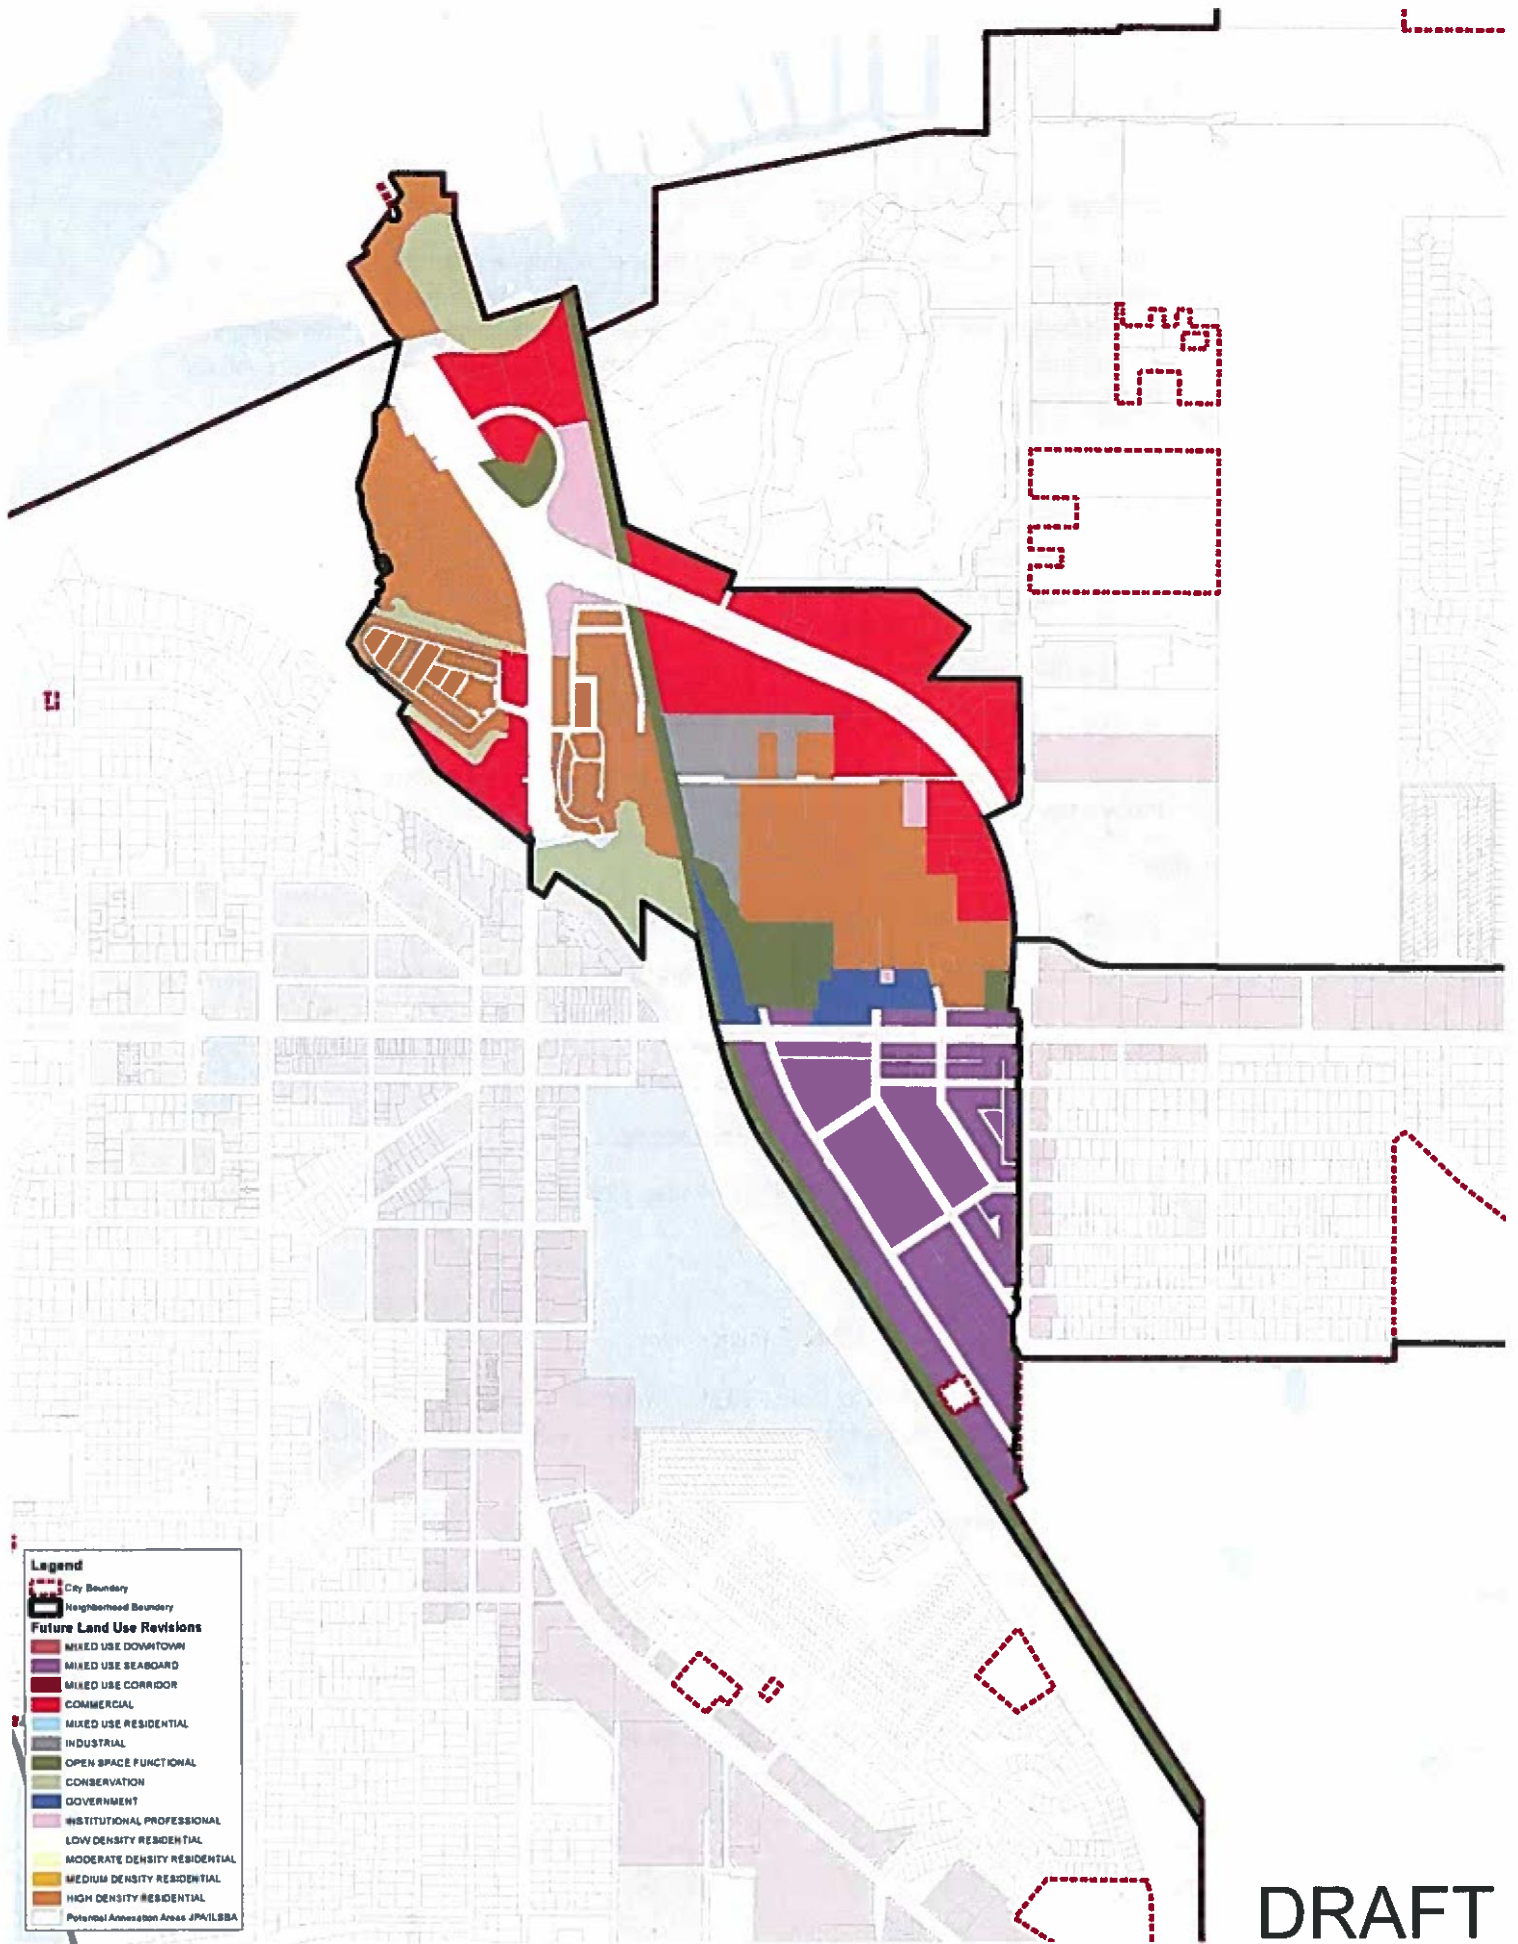 Legend
City Boundary
Neighborhood Boundary
Future Land Use Revisions
MIXED USE DOWNTOWN
MIXED USE SEABOARD
MIXED USE CORRIDOR
COMMERCIAL
MIXED USE RESIDENTIAL
INDUSTRIAL
OPEN SPACE FUNCTIONAL
CONSERVATION
GOVERNMENT
INSTITUTIONAL PROFESSIONAL
LOW DENSITY RESIDENTIAL
MODERATE DENSITY RESIDENTIAL
MEDIUM DENSITY RESIDENTIAL
HIGH DENSITY RESIDENTIAL
Potential Annexation Areas JPA/ILSBA
DRAFT